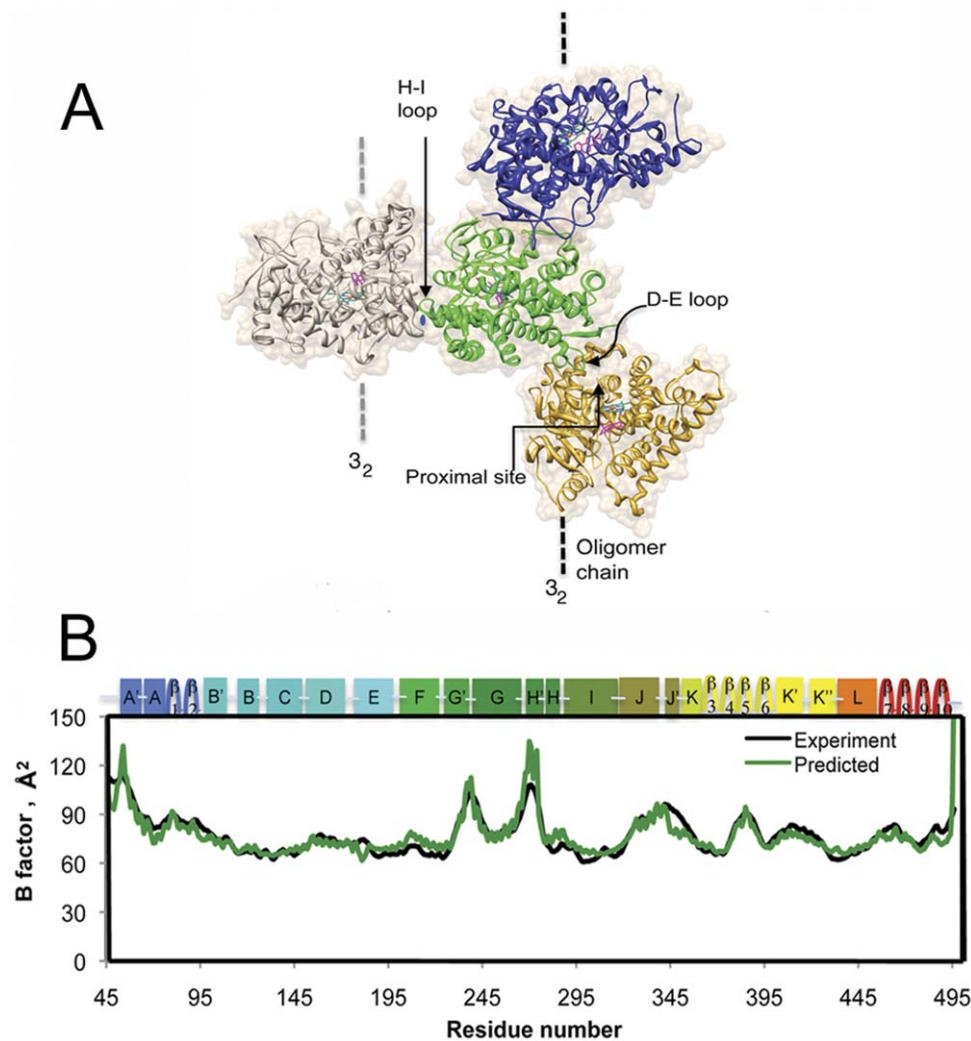 A
H-I
loop
D-E loop
Proximal site
3₂
Oligomer
chain
3₂
B
A' A β1 β2 B' B C D E F G' G H' H I J J' K β3 β4 β5 β6 K' K" L β7 β8 β9 β10
150
120
90
60
30
0
B factor , Å²
Experiment
Predicted
45 95 145 195 245 295 345 395 445 495
Residue number